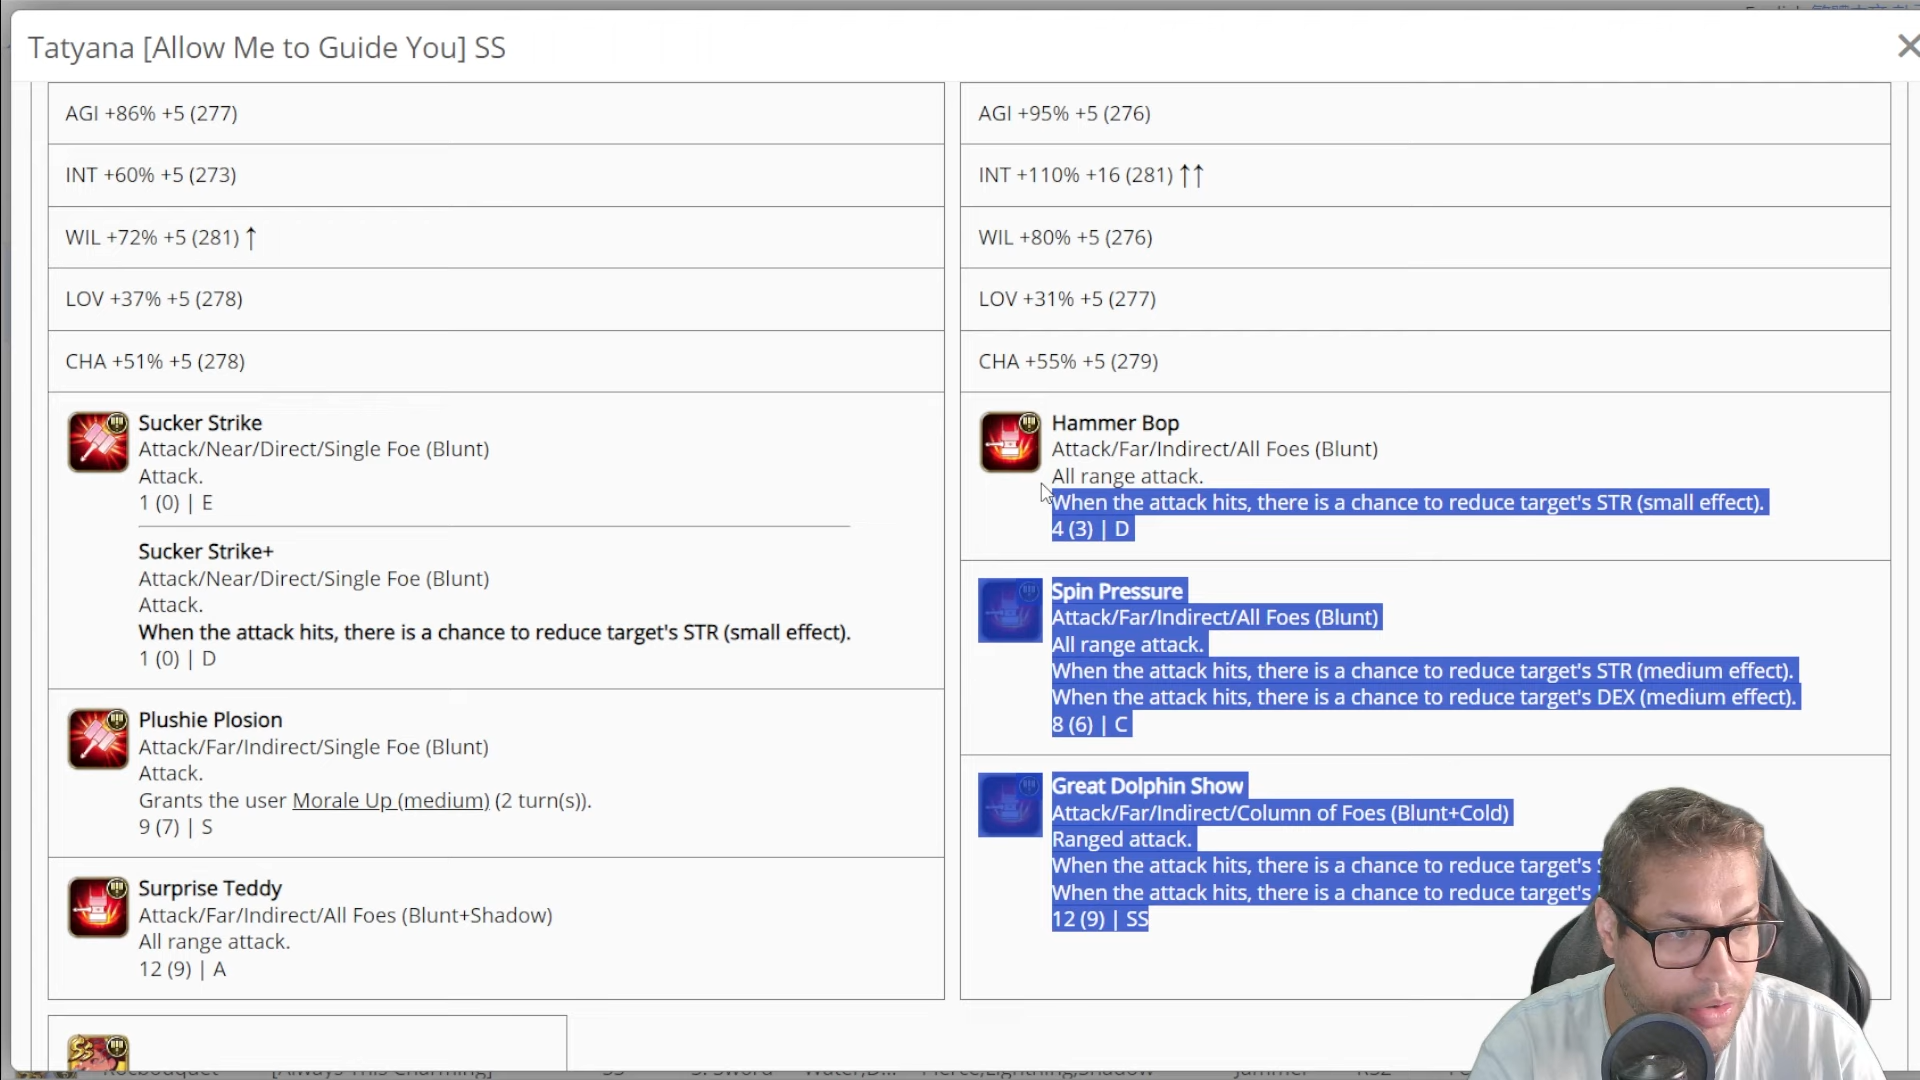 Tatyana [Allow Me to Guide You] SS
AGI +86% +5 (277)
INT +60% +5 (273)
WIL +72% +5 (281) ↑
LOV +37% +5 (278)
CHA +51% +5 (278)
Sucker Strike
Attack/Near/Direct/Single Foe (Blunt)
Attack.
1 (0) | E
Sucker Strike+
Attack/Near/Direct/Single Foe (Blunt)
Attack.
When the attack hits, there is a chance to reduce target's STR (small effect).
1 (0) | D
Plushie Plosion
Attack/Far/Indirect/Single Foe (Blunt)
Attack.
Grants the user Morale Up (medium) (2 turn(s)).
9 (7) | S
Surprise Teddy
Attack/Far/Indirect/All Foes (Blunt+Shadow)
All range attack.
12 (9) | A
SS
AGI +95% +5 (276)
INT +110% +16 (281) ↑↑
WIL +80% +5 (276)
LOV +31% +5 (277)
CHA +55% +5 (279)
Hammer Bop
Attack/Far/Indirect/All Foes (Blunt)
All range attack.
When the attack hits, there is a chance to reduce target's STR (small effect).
4 (3) | D
Spin Pressure
Attack/Far/Indirect/All Foes (Blunt)
All range attack.
When the attack hits, there is a chance to reduce target's STR (medium effect).
When the attack hits, there is a chance to reduce target's DEX (medium effect).
8 (6) | C
Great Dolphin Show
Attack/Far/Indirect/Column of Foes (Blunt+Cold)
Ranged attack.
When the attack hits, there is a chance to reduce target's
When the attack hits, there is a chance to reduce target's
12 (9) | SS